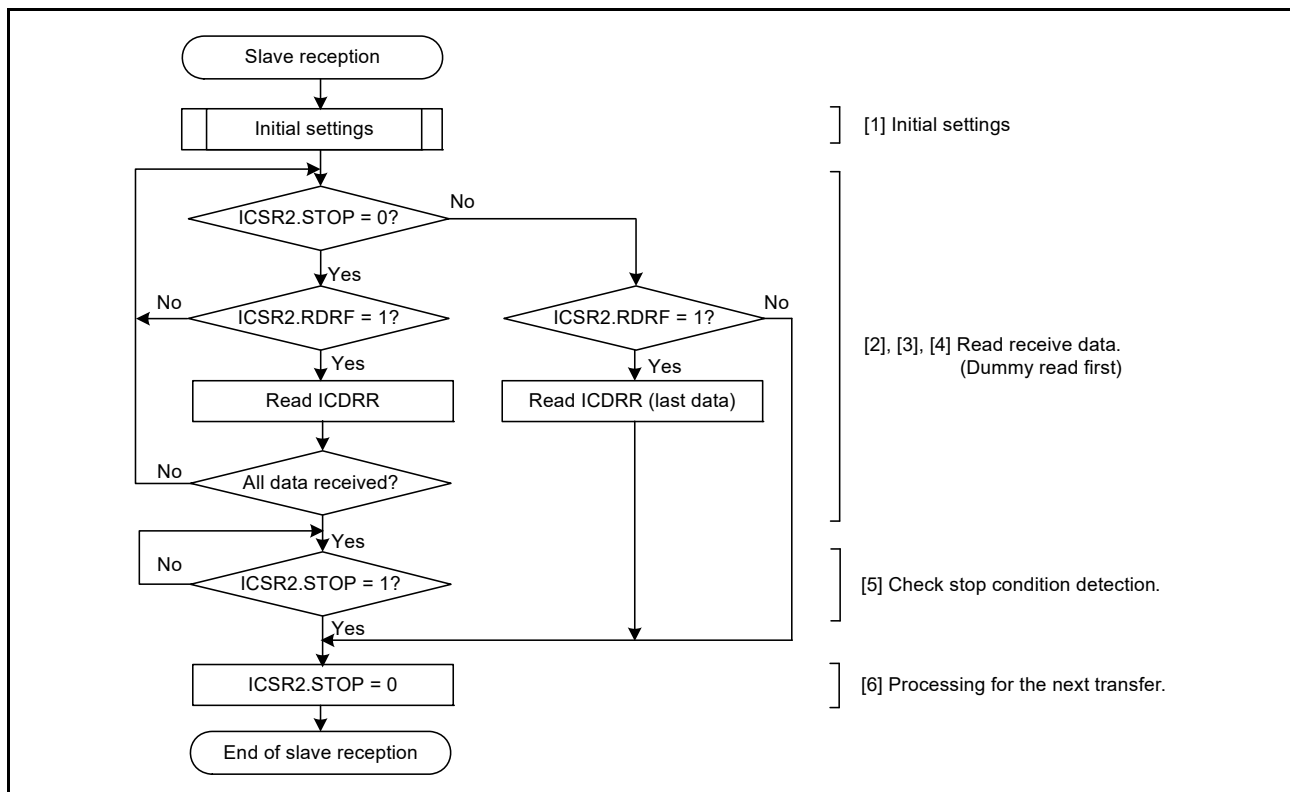 Slave reception
Initial settings
[1] Initial settings
ICSR2.STOP = 0?
No
Yes
No
ICSR2.RDRF = 1?
ICSR2.RDRF = 1?
No
Yes
Yes
[2], [3], [4] Read receive data.
(Dummy read first)
Read ICDRR
Read ICDRR (last data)
No
All data received?
Yes
No
ICSR2.STOP = 1?
[5] Check stop condition detection.
Yes
ICSR2.STOP = 0
[6] Processing for the next transfer.
End of slave reception